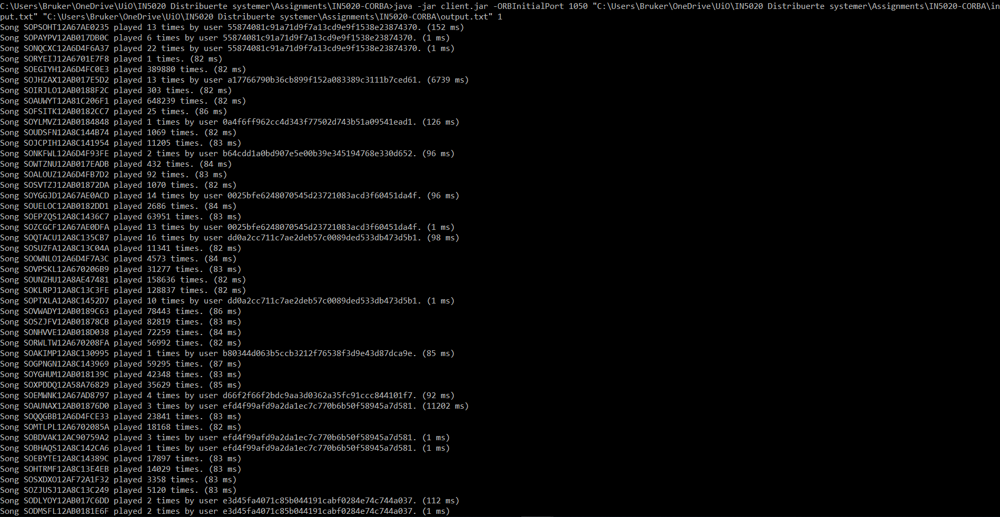 C:\Users\Bruker\OneDrive\UiO\IN5020 Distribuerte systemer\Assignments\IN5020-CORBA>java -jar client.jar -ORBInitialPort 1050 "C:\Users\Bruker\OneDrive\UiO\IN5020 Distribuerte systemer\Assignments\IN5020-CORBA\in
put.txt" "C:\Users\Bruker\OneDrive\UiO\IN5020 Distribuerte systemer\Assignments\IN5020-CORBA\output.txt" 1
Song SOPSOHT12A67AE0235 played 13 times by user 55874081c91a71d9f7a13cd9e9f1538e23874370. (152 ms)
Song SOPAYPV12AB017DB0C played 6 times by user 55874081c91a71d9f7a13cd9e9f1538e23874370. (1 ms)
Song SONQCXC12A6D4F6A37 played 22 times by user 55874081c91a71d9f7a13cd9e9f1538e23874370. (1 ms)
Song SORYEIJ12A6701E7F8 played 1 times. (82 ms)
Song SOEGIYH12A6D4FC0E3 played 389880 times. (82 ms)
Song SOJHZAX12AB017E5D2 played 13 times by user a17766790b36cb899f152a083389c3111b7ced61. (6739 ms)
Song SOIRJLO12AB0188F2C played 303 times. (82 ms)
Song SOAUWYT12A81C206F1 played 648239 times. (82 ms)
Song SOFSITK12AB0182CC7 played 25 times. (86 ms)
Song SOYLMVZ12AB0184848 played 1 times by user 0a4f6ff962cc4d343f77502d743b51a09541ead1. (126 ms)
Song SOUDSFN12A8C144B74 played 1069 times. (82 ms)
Song SOJCPIH12A8C141954 played 11205 times. (83 ms)
Song SONKFWL12A6D4F93FE played 2 times by user b64cdd1a0bd907e5e00b39e345194768e330d652. (96 ms)
Song SOWTZNU12AB017EADB played 432 times. (84 ms)
Song SOALOUZ12A6D4FB7D2 played 92 times. (83 ms)
Song SOSVTZJ12AB01872DA played 1070 times. (82 ms)
Song SOYGGJD12A67AE0ACD played 14 times by user 0025bfe6248070545d23721083acd3f60451da4f. (96 ms)
Song SOUELOC12AB0182DD1 played 2686 times. (84 ms)
Song SOEPZQS12A8C1436C7 played 63951 times. (83 ms)
Song SOZCGCF12A67AE0DFA played 13 times by user 0025bfe6248070545d23721083acd3f60451da4f. (1 ms)
Song SOQTACU12A8C135CB7 played 16 times by user dd0a2cc711c7ae2deb57c0089ded533db473d5b1. (98 ms)
Song SOSUZFA12A8C13C04A played 11341 times. (82 ms)
Song SOOWNLO12A6D4F7A3C played 4573 times. (84 ms)
Song SOVPSKL12A670206B9 played 31277 times. (83 ms)
Song SOUNZHU12A8AE47481 played 158636 times. (82 ms)
Song SOKLRPJ12A8C13C3FE played 128837 times. (82 ms)
Song SOPTXLA12A8C1452D7 played 10 times by user dd0a2cc711c7ae2deb57c0089ded533db473d5b1. (1 ms)
Song SOVWADY12AB0189C63 played 78443 times. (86 ms)
Song SOSZJFV12AB01878CB played 82819 times. (83 ms)
Song SONHVVE12AB018D038 played 72259 times. (84 ms)
Song SORWLTW12A670208FA played 56992 times. (82 ms)
Song SOAKIMP12A8C130995 played 1 times by user b80344d063b5ccb3212f76538f3d9e43d87dca9e. (85 ms)
Song SOGPNGN12A8C143969 played 59295 times. (87 ms)
Song SOYGHUM12AB018139C played 42348 times. (83 ms)
Song SOXPDDQ12A58A76829 played 35629 times. (85 ms)
Song SOEMWNK12A67AD8797 played 4 times by user d66f2f66f2bdc9aa3d0362a35fc91ccc844101f7. (92 ms)
Song SOAUNAX12AB01876D0 played 3 times by user efd4f99afd9a2da1ec7c770b6b50f58945a7d581. (11202 ms)
Song SOQQGBB12A6D4FCE33 played 23841 times. (83 ms)
Song SOMTLPL12A6702085A played 18168 times. (82 ms)
Song SOBDVAK12AC90759A2 played 3 times by user efd4f99afd9a2da1ec7c770b6b50f58945a7d581. (1 ms)
Song SOBHAQS12A8C142CA6 played 1 times by user efd4f99afd9a2da1ec7c770b6b50f58945a7d581. (1 ms)
Song SOEBYTE12A8C14389C played 17897 times. (83 ms)
Song SOHTRMF12A8C13E4EB played 14029 times. (83 ms)
Song SOSXDXO12AF72A1F32 played 3358 times. (83 ms)
Song SOZJUSJ12A8C13C249 played 5120 times. (83 ms)
Song SODLYOY12AB017C6DD played 2 times by user e3d45fa4071c85b044191cabf0284e74c744a037. (112 ms)
Song SODMSFL12AB0181E6F played 2 times by user e3d45fa4071c85b044191cabf0284e74c744a037. (1 ms)